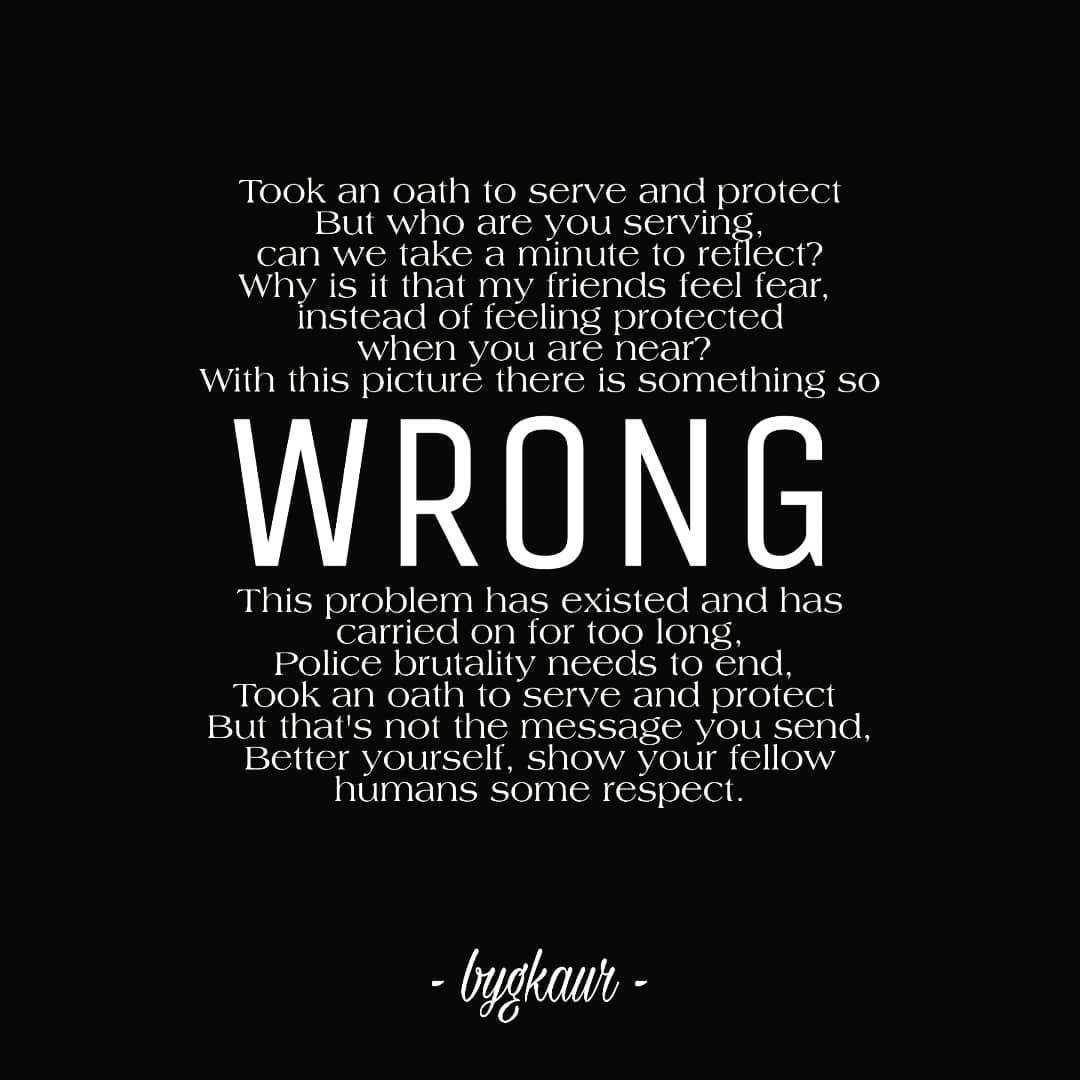 Took an oath to serve and protect
But who are you serving,
can we take a minute to reflect?
Why is it that my friends feel fear,
instead of feeling protected
when you are near?
With this picture there is something so
WRONG
This problem has existed and has
carried on for too long,
Police brutality needs to end,
Took an oath to serve and protect
But that's not the message you send,
Better yourself, show your fellow
humans some respect.
- bygkaur -